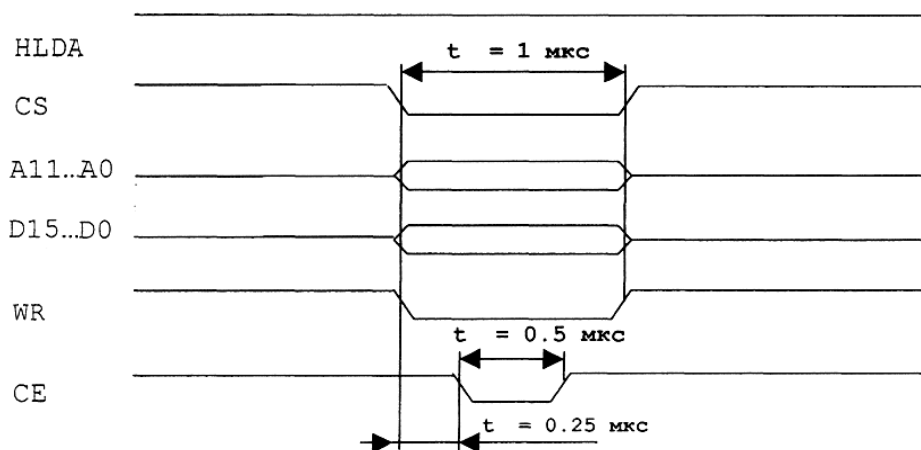 HLDA
t = 1 мкс
CS
A11…A0
D15…D0
WR
t = 0.5 мкс
CE
t = 0.25 мкс